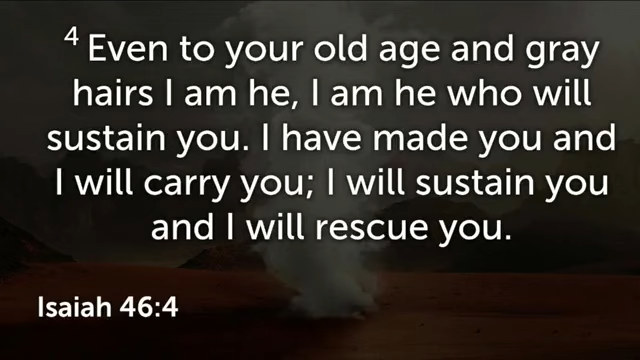 4 Even to your old age and gray
hairs I am he, I am he who will
sustain you. I have made you and
I will carry you; I will sustain you
and I will rescue you.
Isaiah 46:4